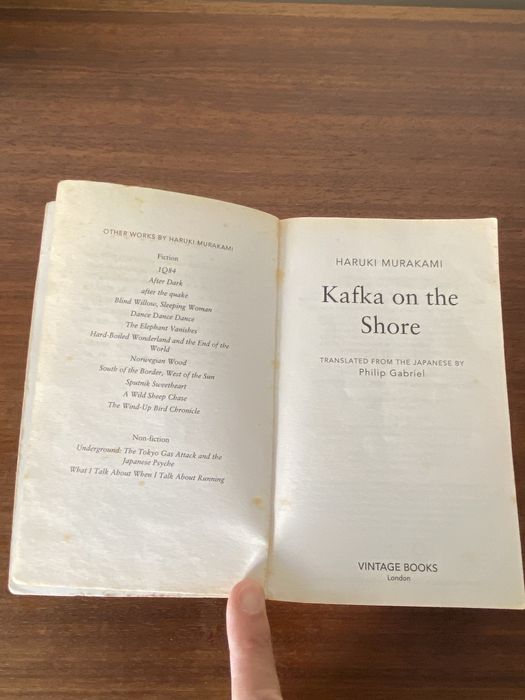 OTHER WORKS BY HARUKI MURAKAMI
Fiction
1Q84
After Dark
after the quake
Blind Willow, Sleeping Woman
Dance Dance Dance
The Elephant Vanishes
Hard-Boiled Wonderland and the End of the
World
Norwegian Wood
South of the Border, West of the Sun
Sputnik Sweetheart
A Wild Sheep Chase
The Wind-Up Bird Chronicle
Non-fiction
Underground: The Tokyo Gas Attack and the
Japanese Psyche
What I Talk About When I Talk About Running
HARUKI MURAKAMI
Kafka on the
Shore
TRANSLATED FROM THE JAPANESE BY
Philip Gabriel
VINTAGE BOOKS
London